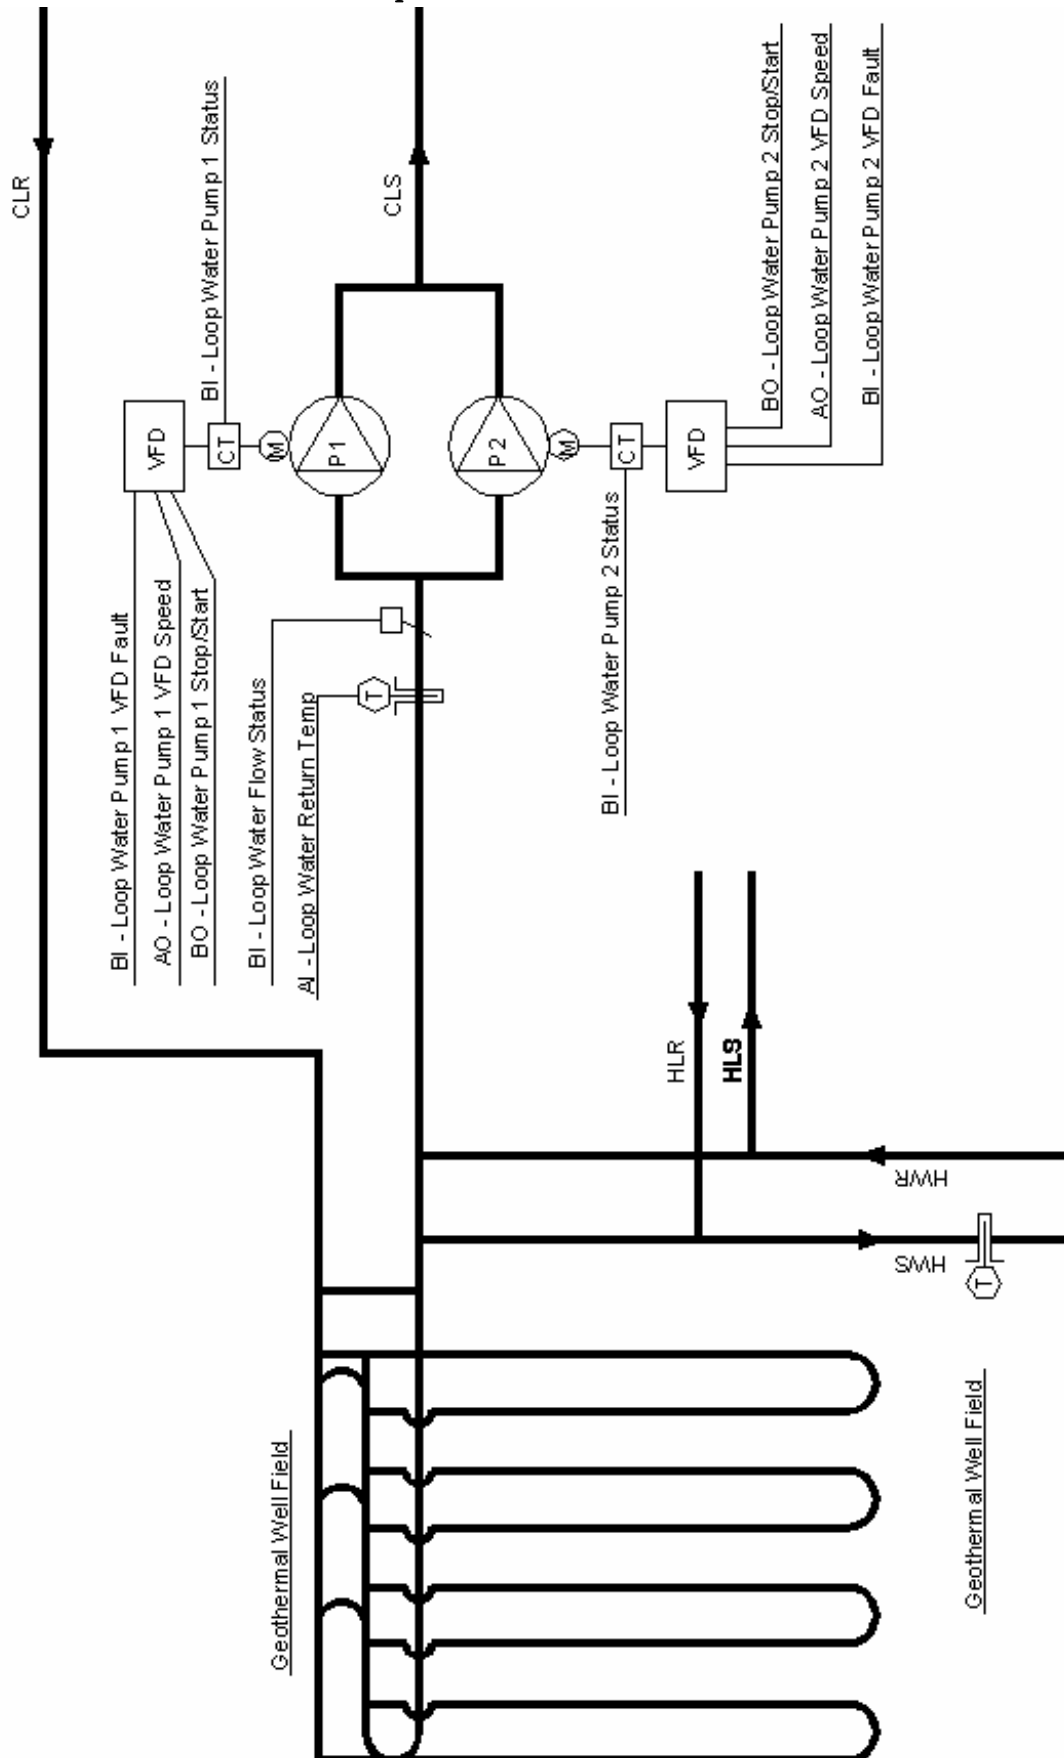 CLR
BI - Loop Water Pump 1 Status
CLS
BO - Loop Water Pump 2 Stop/Start
AO - Loop Water Pump 2 VFD Speed
BI - Loop Water Pump 2 VFD Fault
VFD
CT
M
P1
P2
M
CT
VFD
BI - Loop Water Pump 1 VFD Fault
AO - Loop Water Pump 1 VFD Speed
BO - Loop Water Pump 1 Stop/Start
BI - Loop Water Flow Status
AI - Loop Water Return Temp
T
BI - Loop Water Pump 2 Status
HLR
HLS
HWR
HWS
T
Geothermal Well Field
Geothermal Well Field